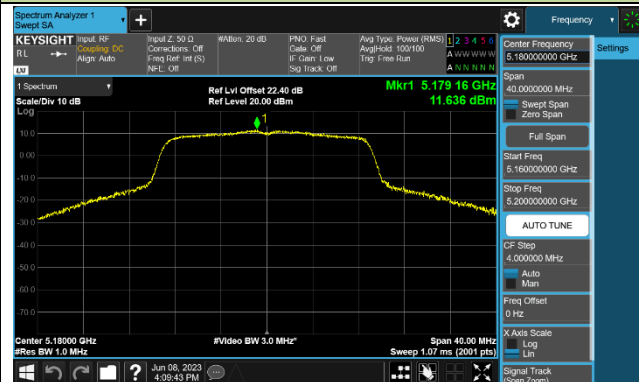 Spectrum Analyzer 1
Swept SA
Frequency
KEYSIGHT
RL
LXI
Input: RF
Coupling: DC
Align: Auto
Input Z: 50 Ω
Corrections: Off
Freq Ref: Int (S)
NFE: Off
#Atten: 20 dB
PNO: Fast
Gate: Off
IF Gain: Low
Sig Track: Off
Avg Type: Power (RMS)
Avg|Hold: 100/100
Trig: Free Run
1 2 3 4 5 6
A W W W W W
A N N N N N
1 Spectrum
Scale/Div 10 dB
Log
Ref Lvl Offset 22.40 dB
Ref Level 20.00 dBm
Mkr1 5.179 16 GHz
11.636 dBm
1
10.0
0.00
-10.0
-20.0
-30.0
-40.0
-50.0
-60.0
-70.0
Center 5.18000 GHz
#Res BW 1.0 MHz
#Video BW 3.0 MHz*
Span 40.00 MHz
Sweep 1.07 ms (2001 pts)
Jun 08, 2023
4:09:43 PM
Center Frequency
5.180000000 GHz
Settings
Span
40.0000000 MHz
Swept Span
Zero Span
Full Span
Start Freq
5.160000000 GHz
Stop Freq
5.200000000 GHz
AUTO TUNE
CF Step
4.000000 MHz
Auto
Man
Freq Offset
0 Hz
X Axis Scale
Log
Lin
Signal Track
(Span Zoom)